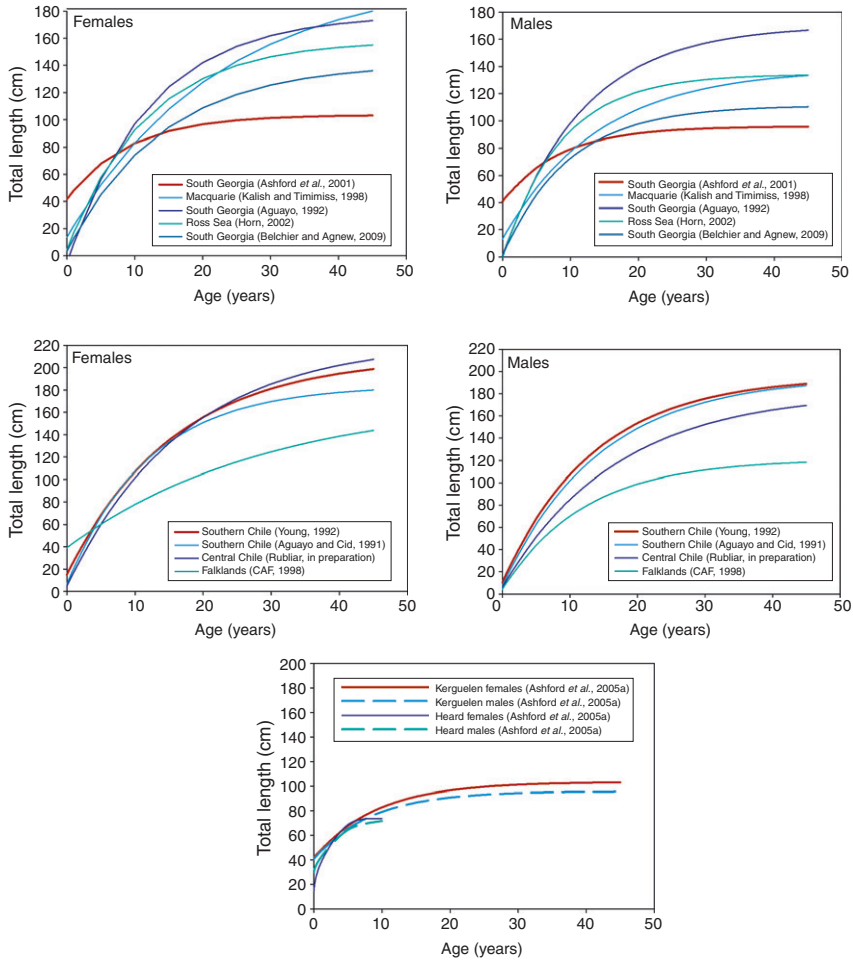 Females
Total length (cm)
180
160
140
120
100
80
60
40
20
0
South Georgia (Ashford et al., 2001)
Macquarie (Kalish and Timimiss, 1998)
South Georgia (Aguayo, 1992)
Ross Sea (Horn, 2002)
South Georgia (Belchier and Agnew, 2009)
0 10 20 30 40 50
Age (years)
Males
Total length (cm)
180
160
140
120
100
80
60
40
20
0
South Georgia (Ashford et al., 2001)
Macquarie (Kalish and Timimiss, 1998)
South Georgia (Aguayo, 1992)
Ross Sea (Horn, 2002)
South Georgia (Belchier and Agnew, 2009)
0 10 20 30 40 50
Age (years)
Females
Total length (cm)
220
200
180
160
140
120
100
80
60
40
20
0
Southern Chile (Young, 1992)
Southern Chile (Aguayo and Cid, 1991)
Central Chile (Rubliar, in preparation)
Falklands (CAF, 1998)
0 10 20 30 40 50
Age (years)
Males
Total length (cm)
220
200
180
160
140
120
100
80
60
40
20
0
Southern Chile (Young, 1992)
Southern Chile (Aguayo and Cid, 1991)
Central Chile (Rubliar, in preparation)
Falklands (CAF, 1998)
0 10 20 30 40 50
Age (years)
Total length (cm)
200
180
160
140
120
100
80
60
40
20
0
Kerguelen females (Ashford et al., 2005a)
Kerguelen males (Ashford et al., 2005a)
Heard females (Ashford et al., 2005a)
Heard males (Ashford et al., 2005a)
0 10 20 30 40 50
Age (years)